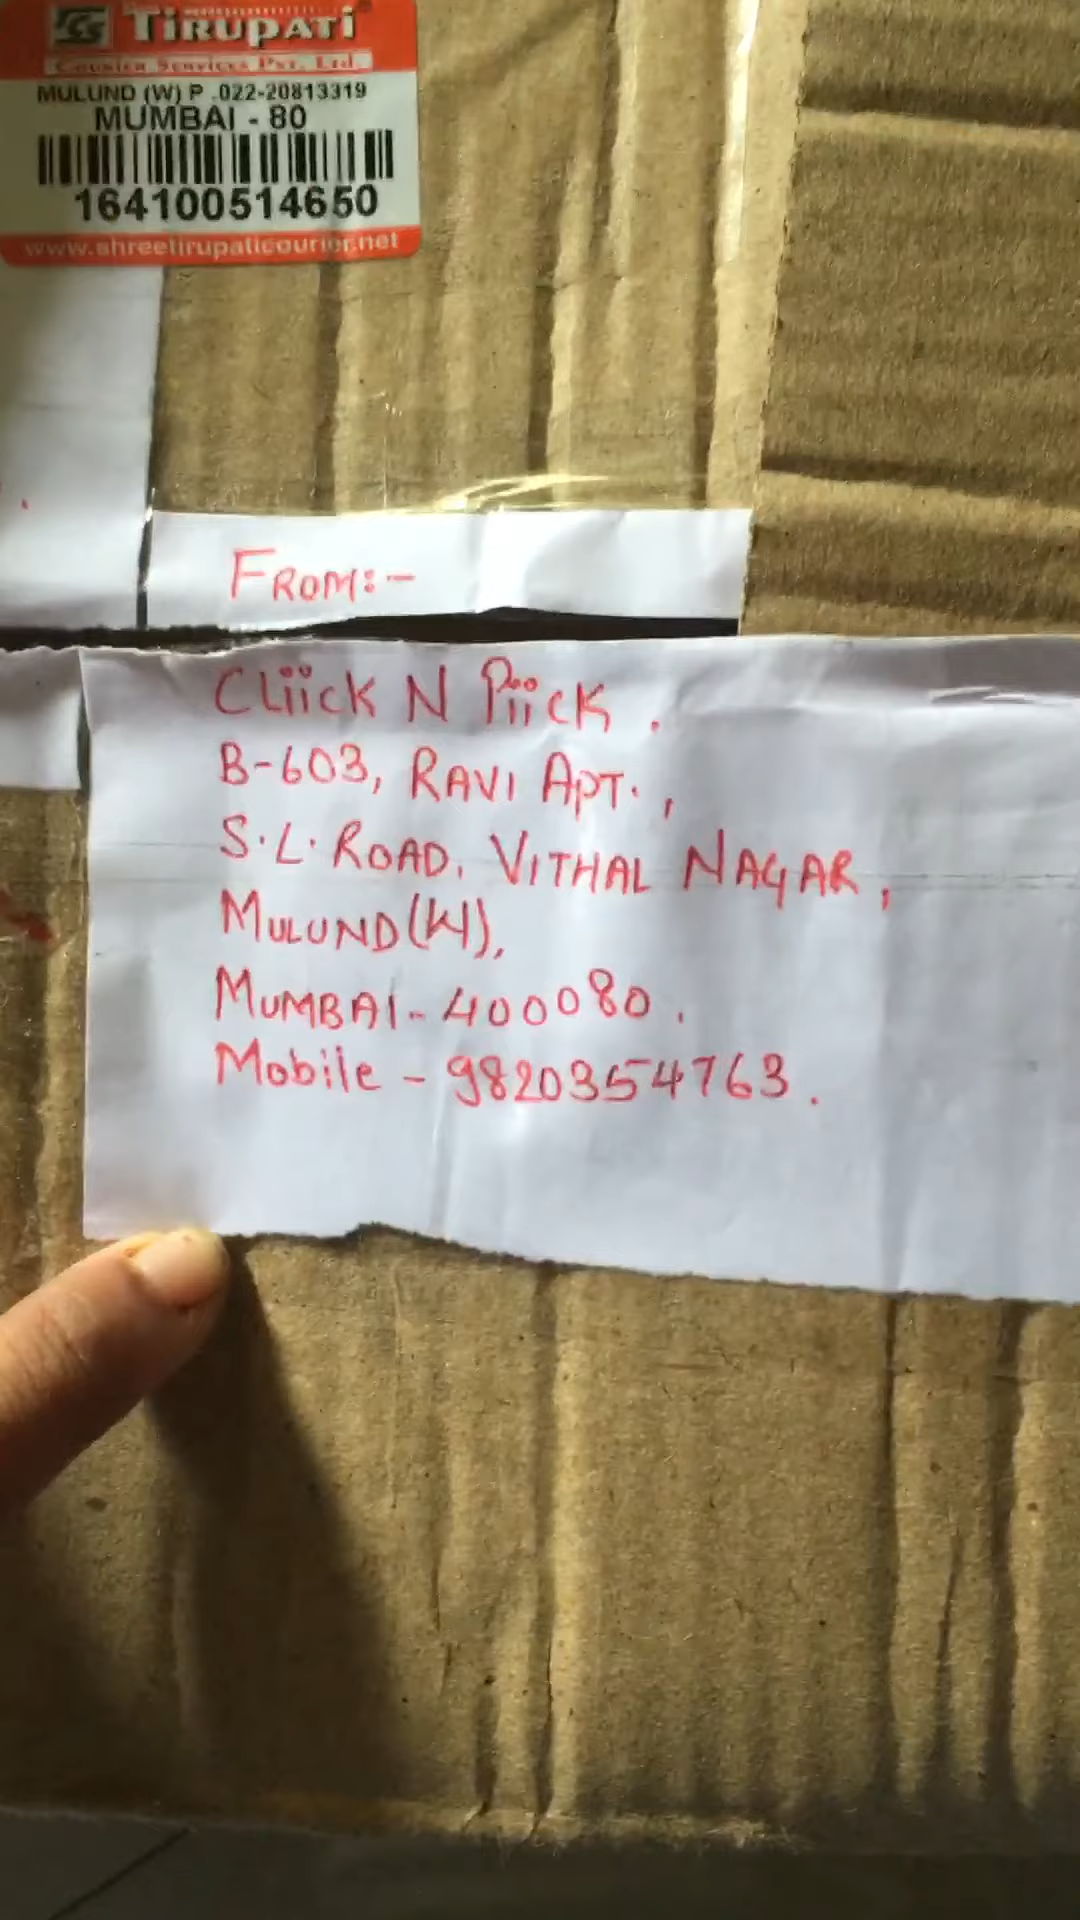 TIRUPATI
Courier Services Pvt. Ltd.
MULUND (W) P .022-20813319
MUMBAI - 80
164100514650
www.shreetirupaticourier.net
FROM:-
Cliick N Piick .
B-603, RAVI APT. ,
S.L. ROAD, VITHAL NAGAR ,
MULUND (W),
MUMBAI- 400080 .
Mobile - 9820354763 .